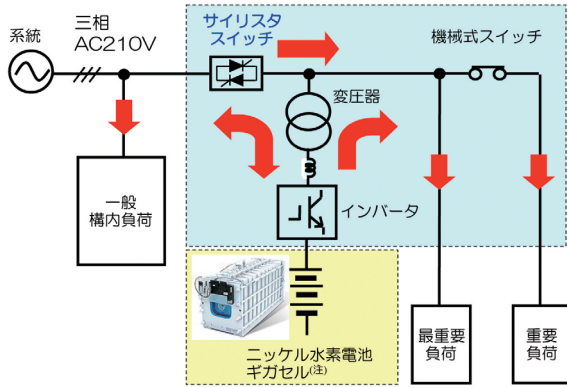 系統
三相
AC210V
サイリスタ
スイッチ
機械式スイッチ
変圧器
インバータ
一般
構内負荷
最重要
負荷
重要
負荷
ニッケル水素電池
ギガセル(注)